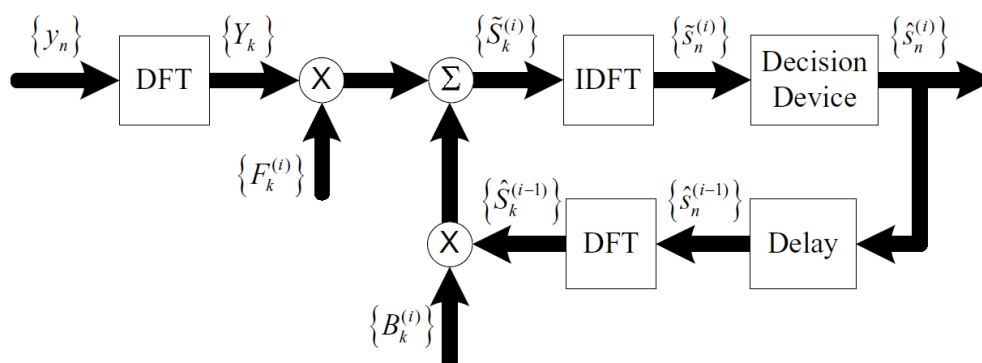 {y_n}
{Y_k}
{S̃_k^(i)}
{s̃_n^(i)}
{ŝ_n^(i)}
DFT
X
Σ
IDFT
Decision
Device
{F_k^(i)}
{Ŝ_k^(i−1)}
{ŝ_n^(i−1)}
X
DFT
Delay
{B_k^(i)}